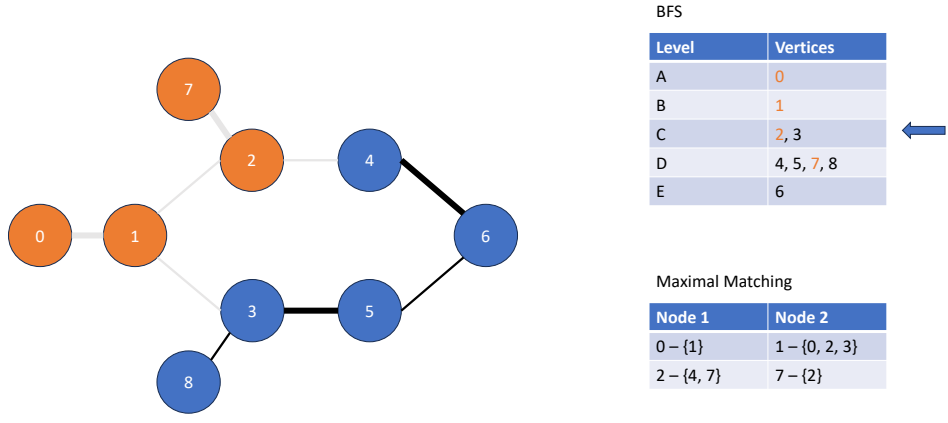 BFS
Level Vertices
A 0
B 1
C 2, 3
D 4, 5, 7, 8
E 6
7
2
4
0
1
6
3
5
8
Maximal Matching
Node 1 Node 2
0 – {1} 1 – {0, 2, 3}
2 – {4, 7} 7 – {2}